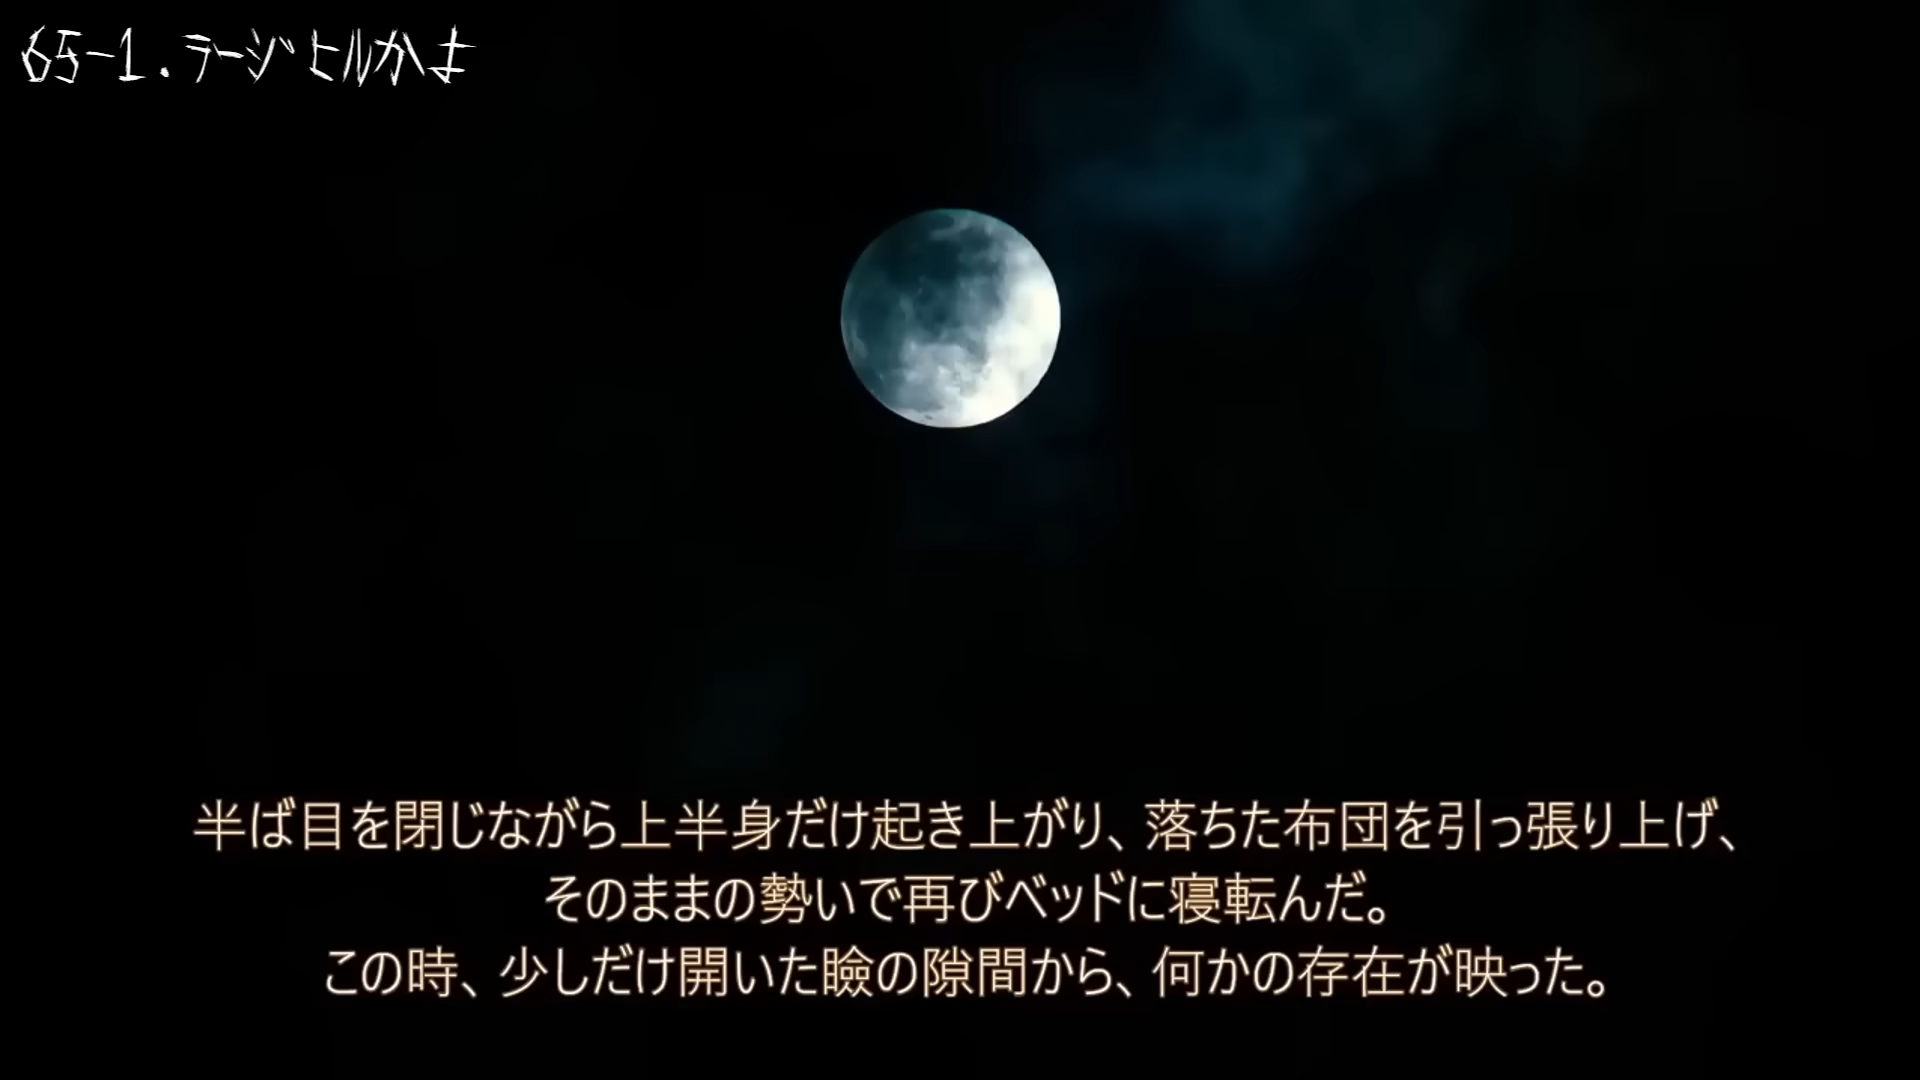 65-1.ラージヒルかよ
半ば目を閉じながら上半身だけ起き上がり、落ちた布団を引っ張り上げ、
そのままの勢いで再びベッドに寝転んだ。
この時、少しだけ開いた瞼の隙間から、何かの存在が映った。